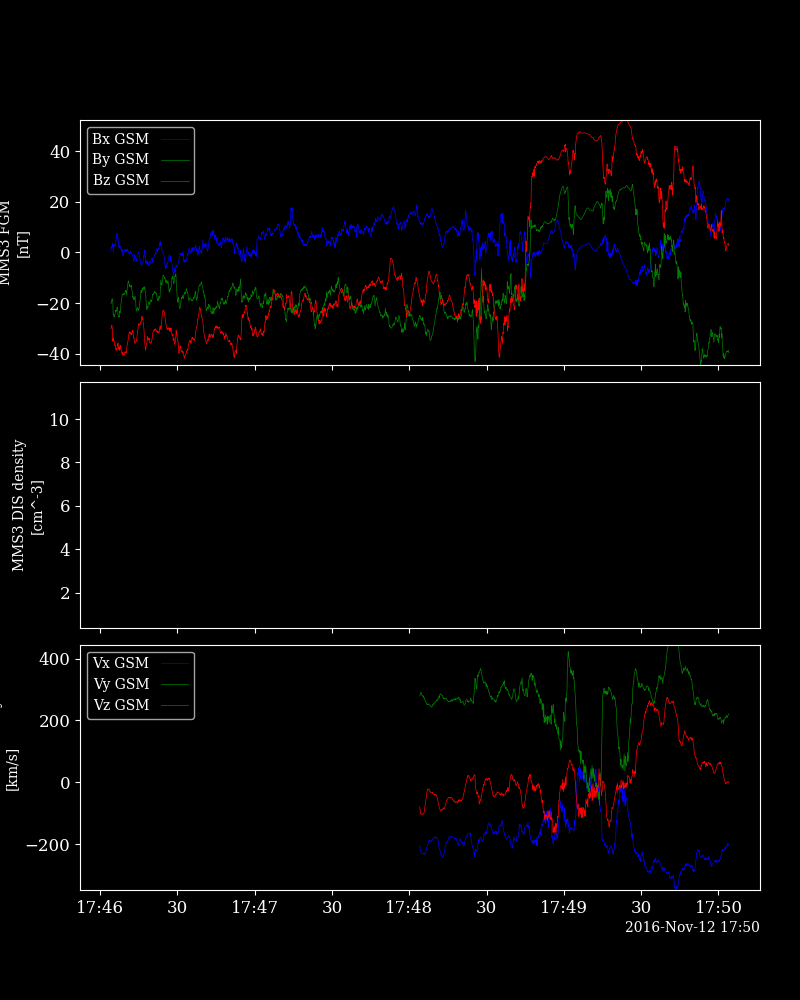 MMS3 FGM
[nT]
Bx GSM
By GSM
Bz GSM
40
20
0
−20
−40
MMS3 DIS density
[cm^-3]
10
8
6
4
2
[km/s]
Vx GSM
Vy GSM
Vz GSM
400
200
0
−200
17:46 30 17:47 30 17:48 30 17:49 30 17:50
2016-Nov-12 17:50